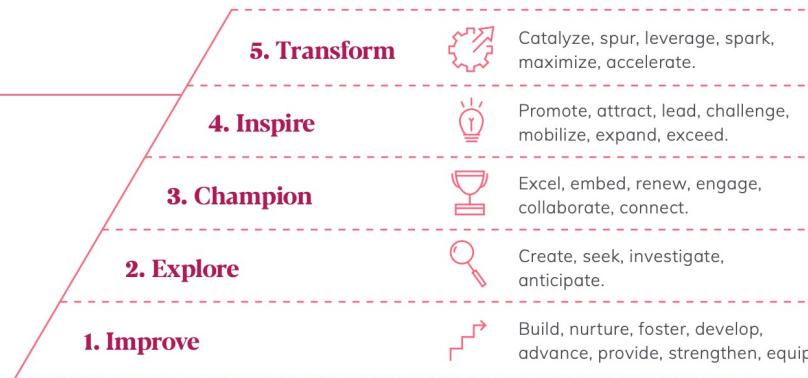 5. Transform
Catalyze, spur, leverage, spark,
maximize, accelerate.
4. Inspire
Promote, attract, lead, challenge,
mobilize, expand, exceed.
3. Champion
Excel, embed, renew, engage,
collaborate, connect.
2. Explore
Create, seek, investigate,
anticipate.
1. Improve
Build, nurture, foster, develop,
advance, provide, strengthen, equip